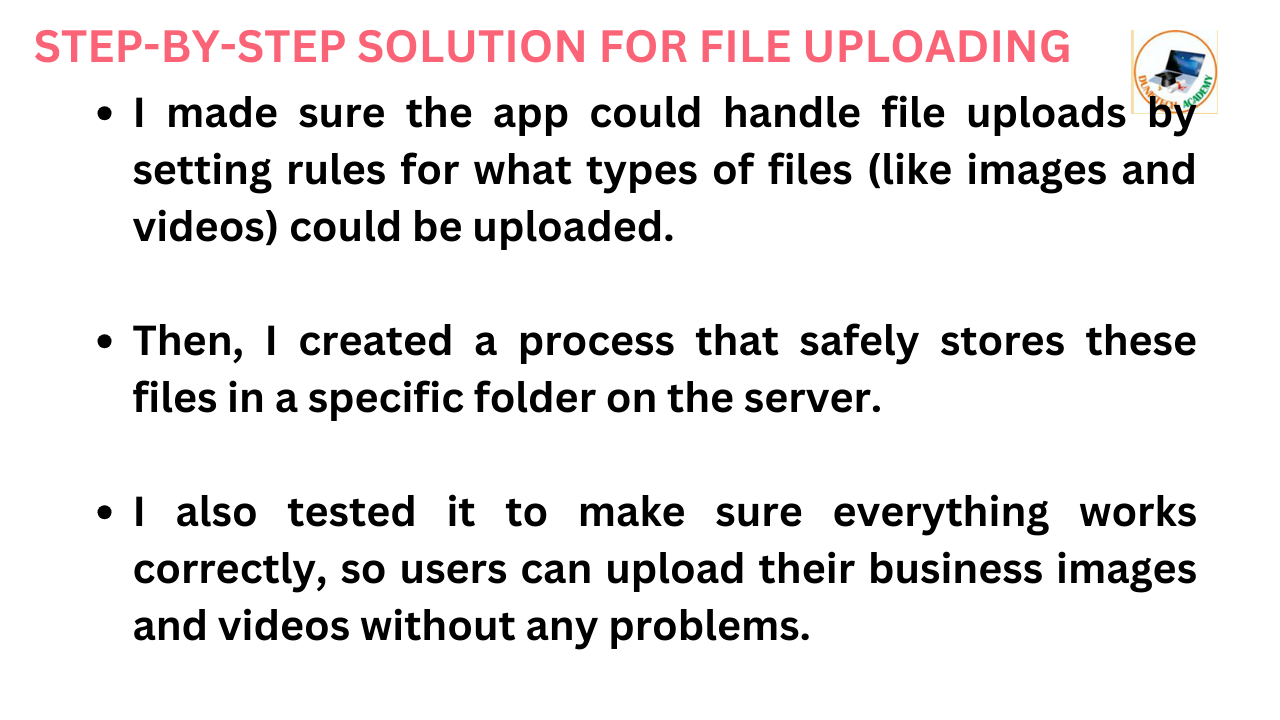 STEP-BY-STEP SOLUTION FOR FILE UPLOADING
• I made sure the app could handle file uploads by
setting rules for what types of files (like images and
videos) could be uploaded.
• Then, I created a process that safely stores these
files in a specific folder on the server.
• I also tested it to make sure everything works
correctly, so users can upload their business images
and videos without any problems.
ACADEMY